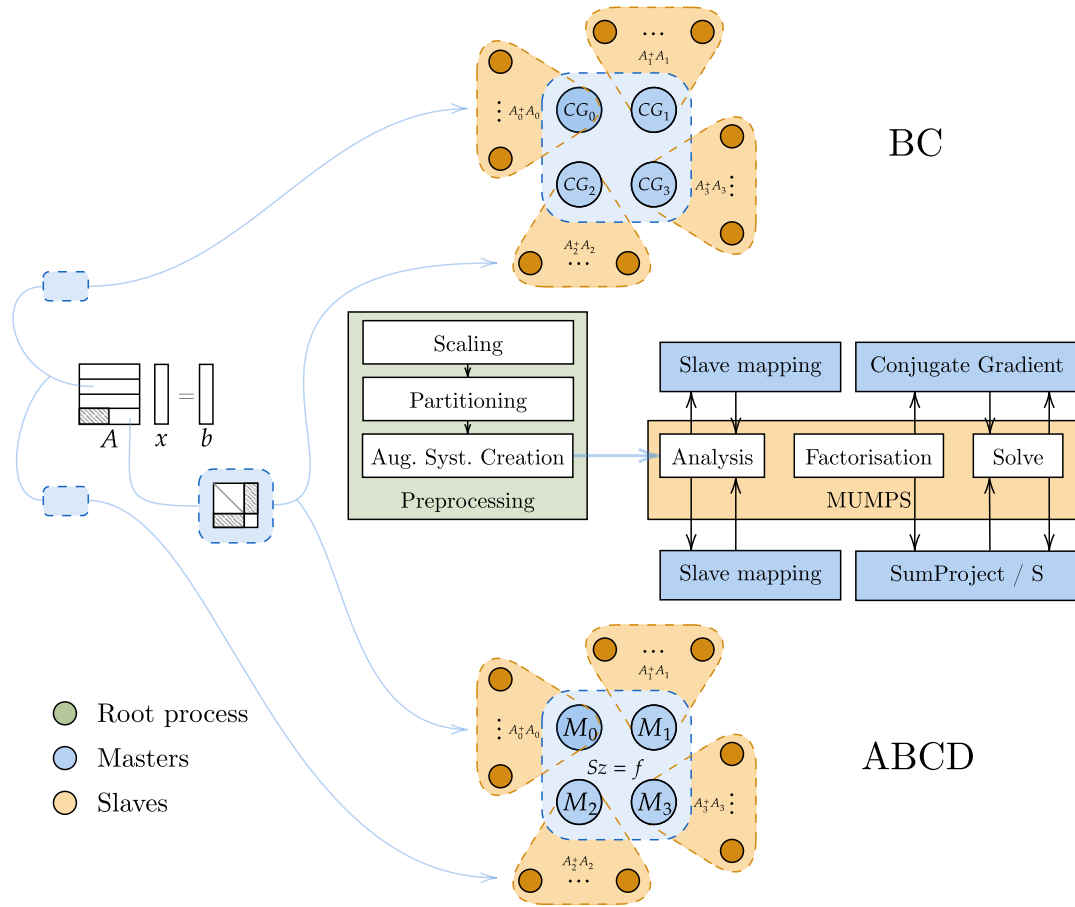 ⋯
A₁⁺A₁
⋮ A₀⁺A₀
CG₀ CG₁
BC
CG₂ CG₃
A₃⁺A₃ ⋮
A₂⁺A₂
⋯
A x = b
Scaling
Partitioning
Aug. Syst. Creation
Preprocessing
Slave mapping
Conjugate Gradient
Analysis
Factorisation
Solve
MUMPS
Slave mapping
SumProject / S
⋯
A₁⁺A₁
⋮ A₀⁺A₀
M₀ M₁
Sz = f
ABCD
M₂ M₃
A₃⁺A₃ ⋮
A₂⁺A₂
⋯
Root process
Masters
Slaves